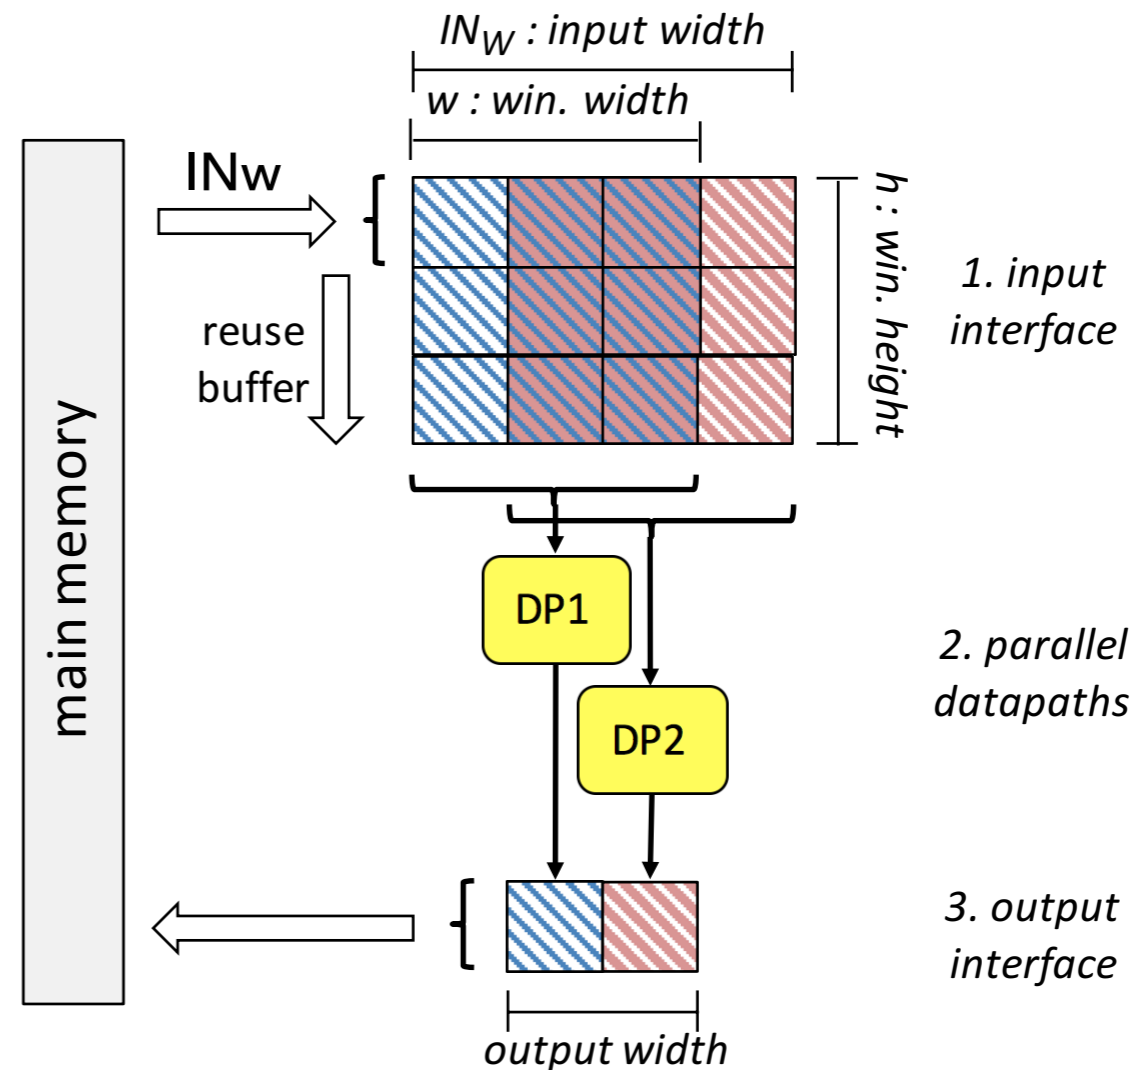 IN_W : input width
w : win. width
INw
h : win. height
1. input
interface
reuse
buffer
main memory
DP1
2. parallel
datapaths
DP2
3. output
interface
output width